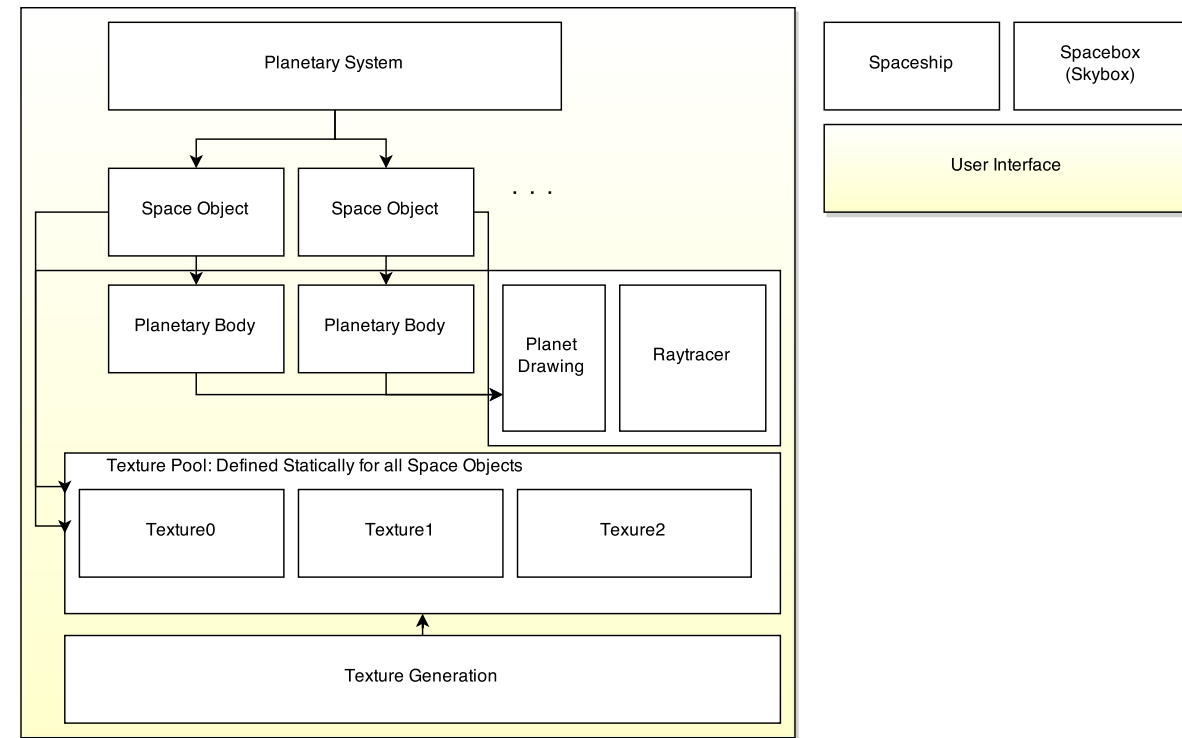 Planetary System
Spaceship
Spacebox
(Skybox)
User Interface
Space Object
Space Object
. . .
Planetary Body
Planetary Body
Planet
Drawing
Raytracer
Texture Pool: Defined Statically for all Space Objects
Texture0
Texture1
Texure2
Texture Generation